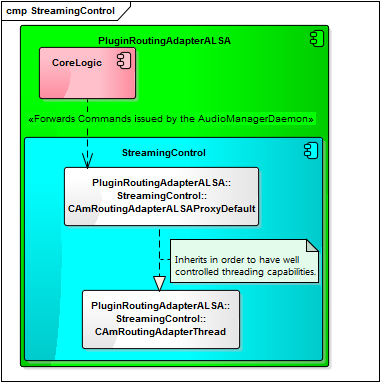 cmp StreamingControl
PluginRoutingAdapterALSA
CoreLogic
«Forwards Commands issued by the AudioManagerDaemon»
StreamingControl
PluginRoutingAdapterALSA::
StreamingControl::
CAmRoutingAdapterALSAProxyDefault
Inherits in order to have well
controlled threading capabilities.
PluginRoutingAdapterALSA::
StreamingControl::
CAmRoutingAdapterThread